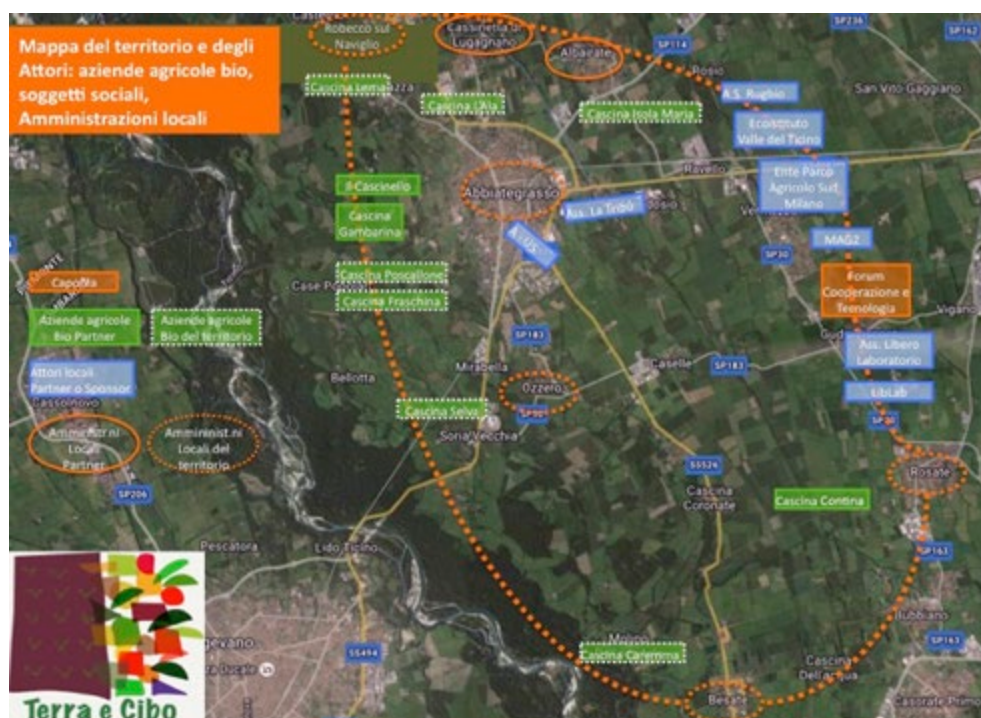 Mappa del territorio e degli
Attori: aziende agricole bio,
soggetti sociali,
Amministrazioni locali
Robecco sul
Naviglio
Cassinetta di
Lugagnano
Albairate
SP114
SP236
SP162
San Vito Gaggiano
Cascina Lema
Cascina L'Ala
Cascina Isola Maria
A.S. Rugbio
Ecoistituto
Valle del Ticino
Ravello
Ente Parco
Agricolo Sud
Milano
Il Cascinello
Abbiategrasso
Ass. La Tribù
Cascina
Gambarina
MAG2
SP30
Cascina Poscallone
Cascina Fraschina
Forum
Cooperazione e
Tecnologia
Vigano
Capofila
Aziende agricole
Bio Partner
Aziende agricole
Bio del territorio
SP183
Mirabella
Caselle
SP183
Ass. Libero
Laboratorio
LibLab
Attori locali
Partner o Sponsor
Cassolnovo
Bellotta
Ozzero
SP90
Cascina Selva
Soria Vecchia
SP30
Amministr.ni
Locali
Partner
Amminist.ni
Locali del
territorio
SP206
SS526
Rosate
Cascina
Coronate
Cascina Contina
Pescatora
Lido Ticino
SP163
Bubbiano
SP163
SS494
Cascina Caremma
Cascina
Dell'acqua
Besate
Casorate Primo
Terra e Cibo